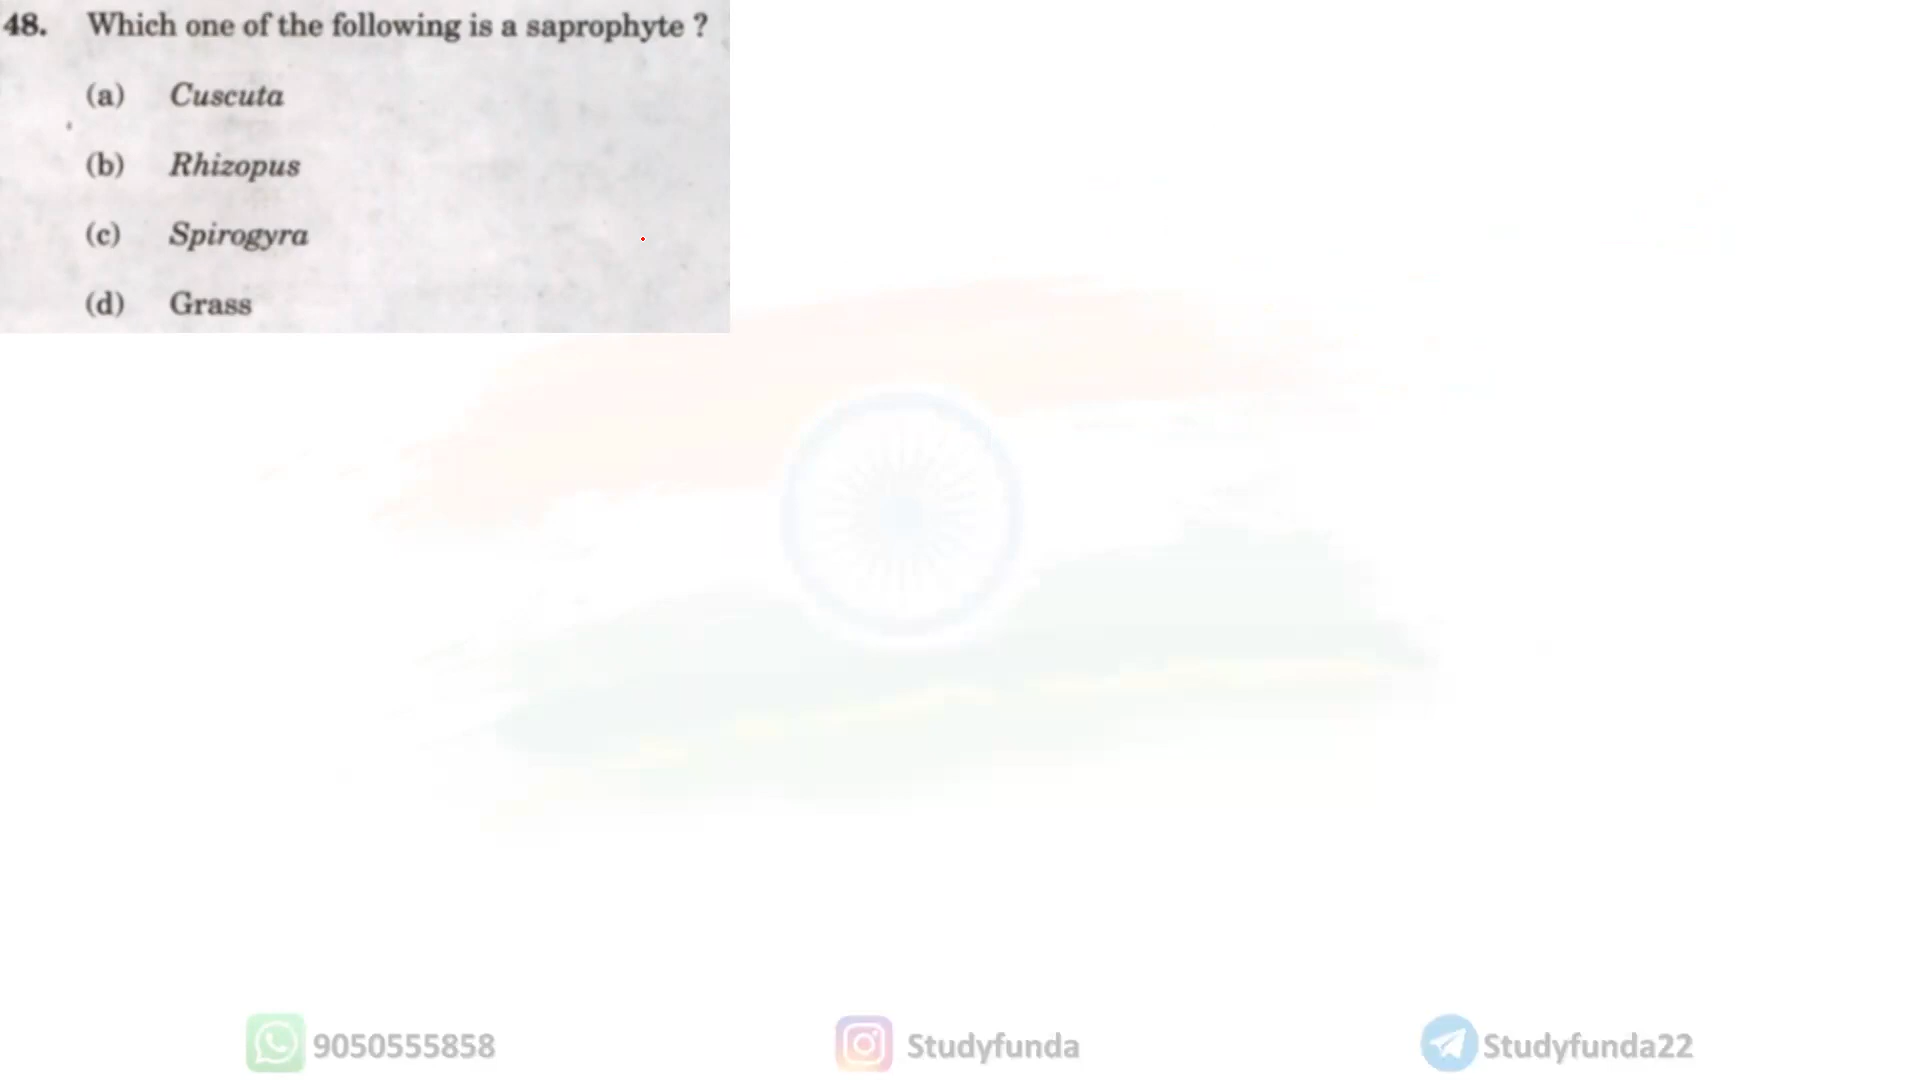 48. Which one of the following is a saprophyte ?
(a) Cuscuta
(b) Rhizopus
(c) Spirogyra
(d) Grass
9050555858
Studyfunda
Studyfunda22